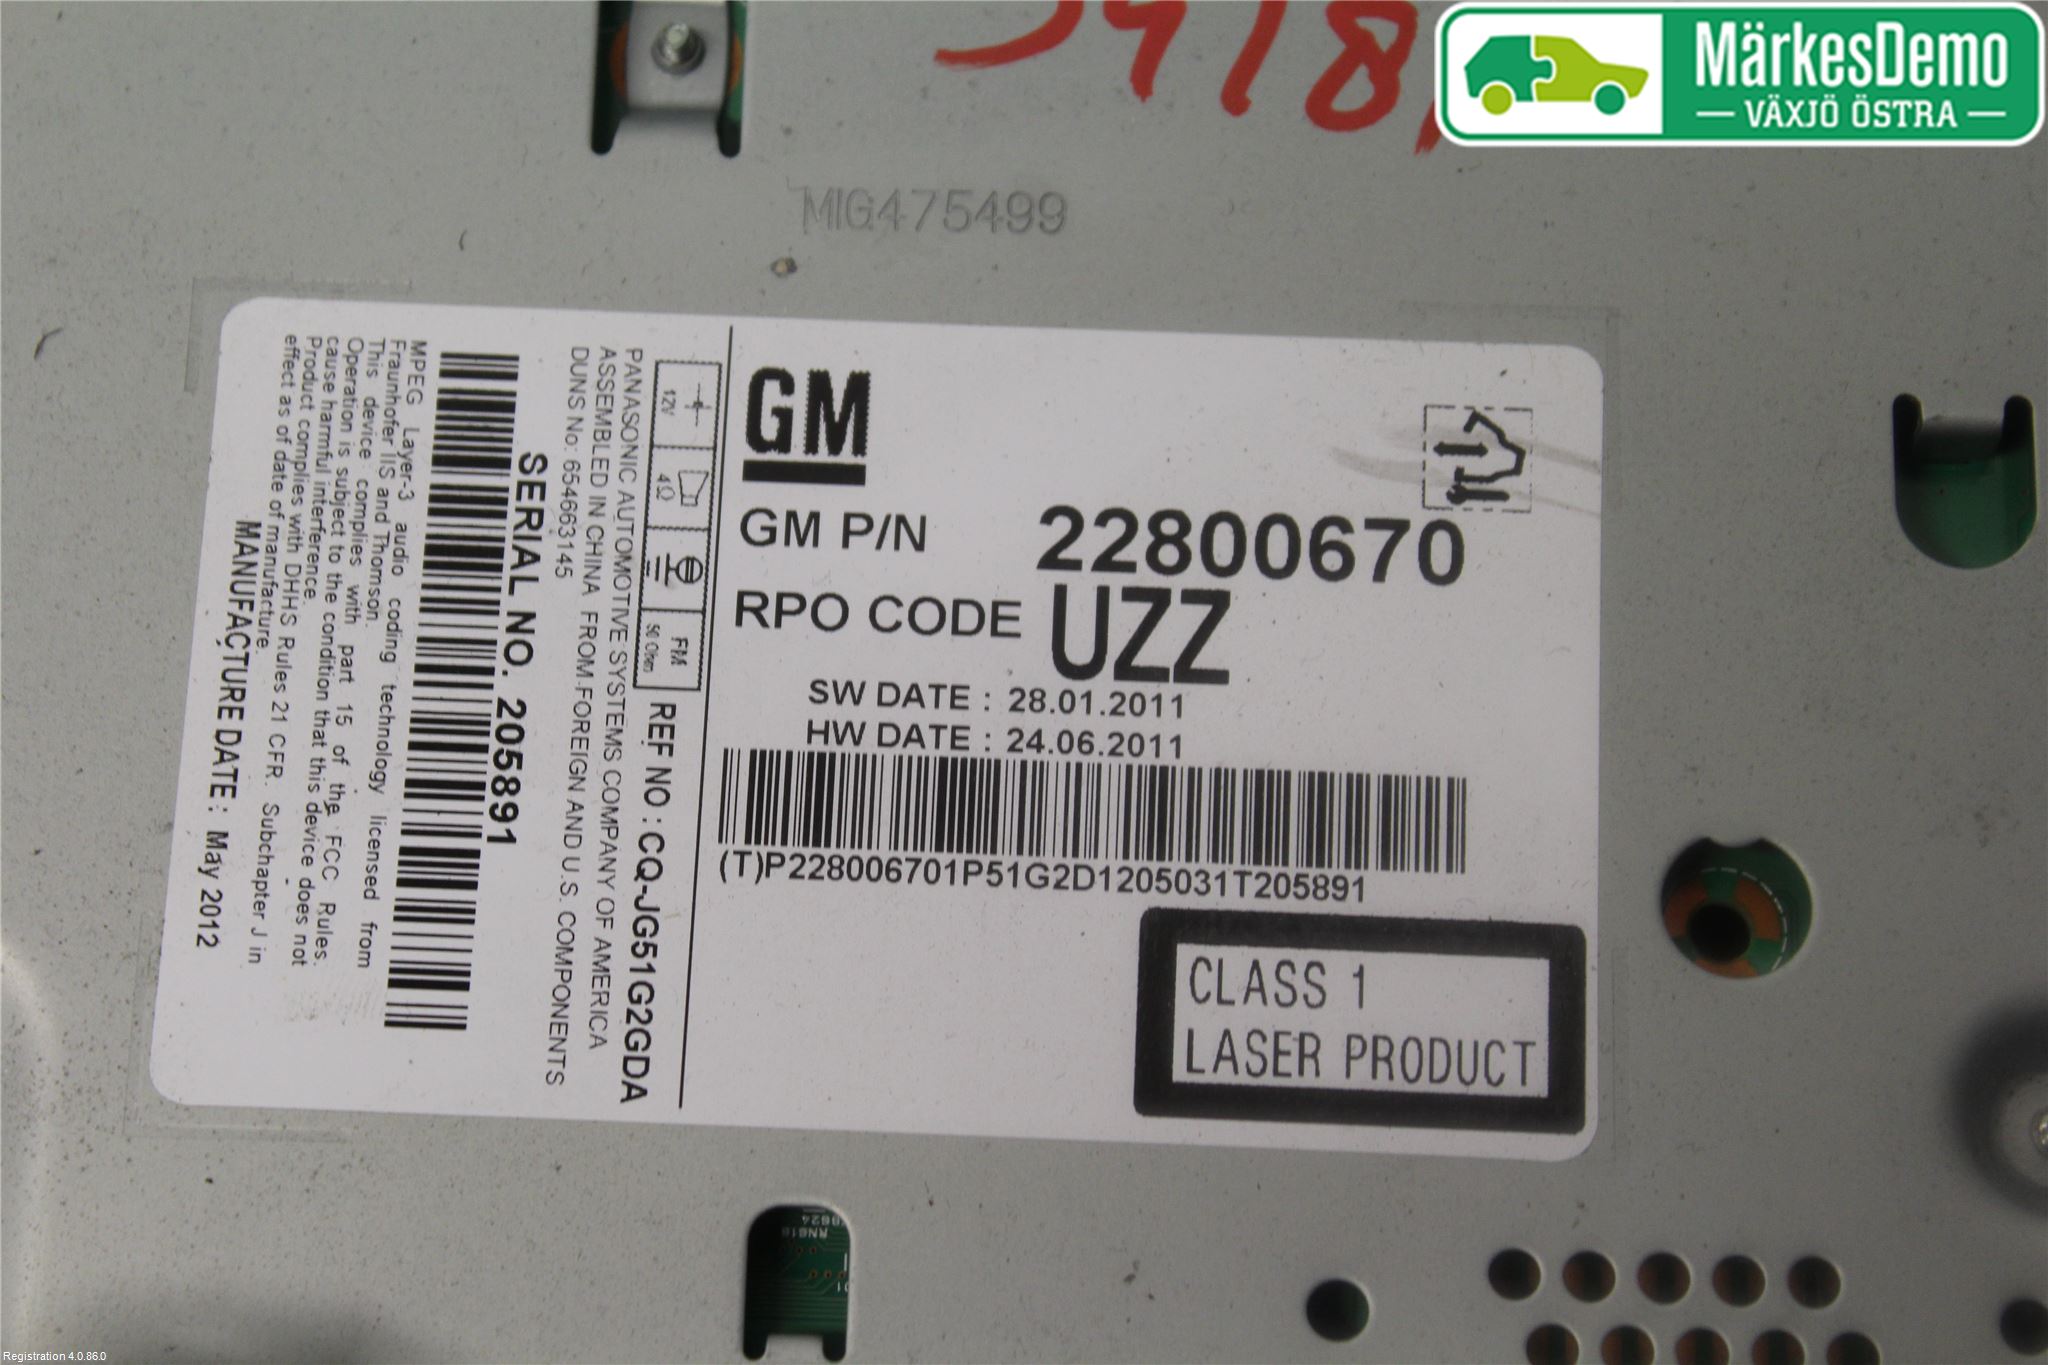 MärkesDemo
VÄXJÖ ÖSTRA
MIG475499
GM
GM P/N 22800670
RPO CODE UZZ
SW DATE : 28.01.2011
HW DATE : 24.06.2011
(T)P228006701P51G2D1205031T205891
CLASS 1
LASER PRODUCT
12V 4Ω FM 50 Ohm
REF NO : CQ-JG51G2GDA
PANASONIC AUTOMOTIVE SYSTEMS COMPANY OF AMERICA
ASSEMBLED IN CHINA FROM FOREIGN AND U.S. COMPONENTS
DUNS No: 654663145
SERIAL NO. 205891
MPEG Layer-3 audio coding technology licensed from
Fraunhofer IIS and Thomson.
This device complies with part 15 of the FCC Rules.
Operation is subject to the condition that this device does not
cause harmful interference.
Product complies with DHHS Rules 21 CFR. Subchapter J in
effect as of date of manufacture.
MANUFACTURE DATE : May 2012
RN616
Registration 4.0.86.0